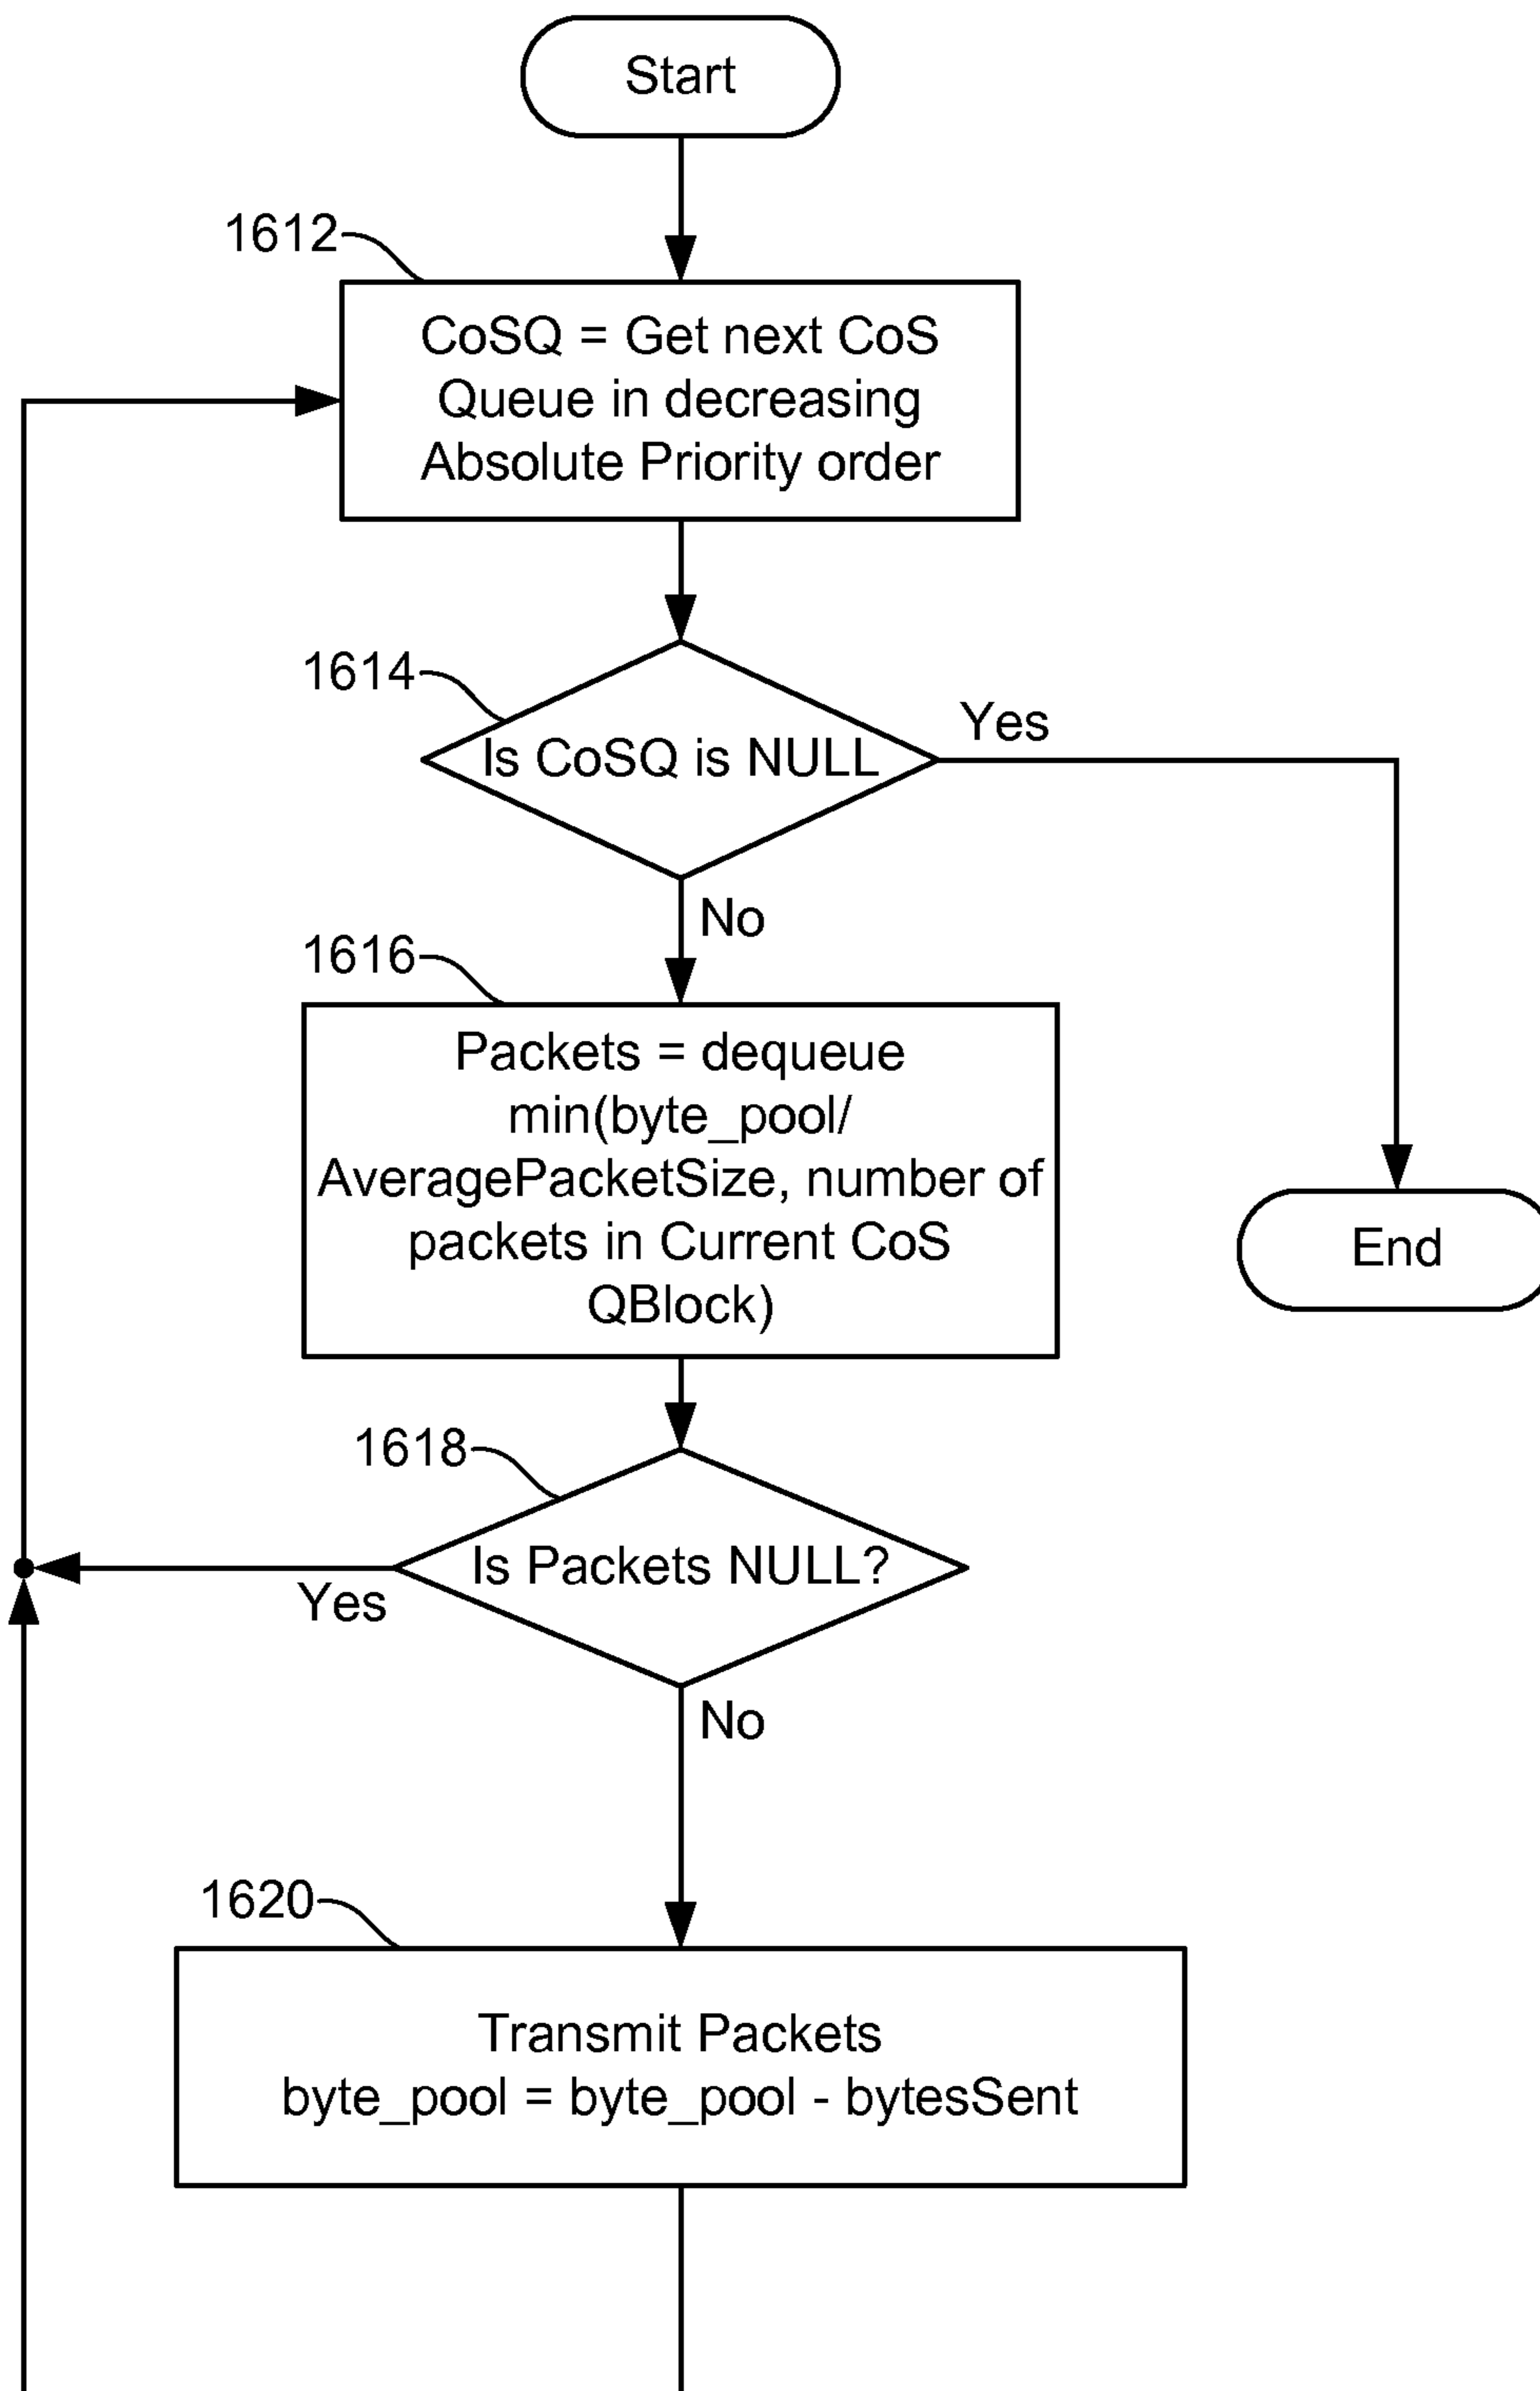 Start
1612
CoSQ = Get next CoS
Queue in decreasing
Absolute Priority order
1614
Is CoSQ is NULL
Yes
No
1616
Packets = dequeue
min(byte_pool/
AveragePacketSize, number of
packets in Current CoS
QBlock)
End
1618
Is Packets NULL?
Yes
No
1620
Transmit Packets
byte_pool = byte_pool - bytesSent